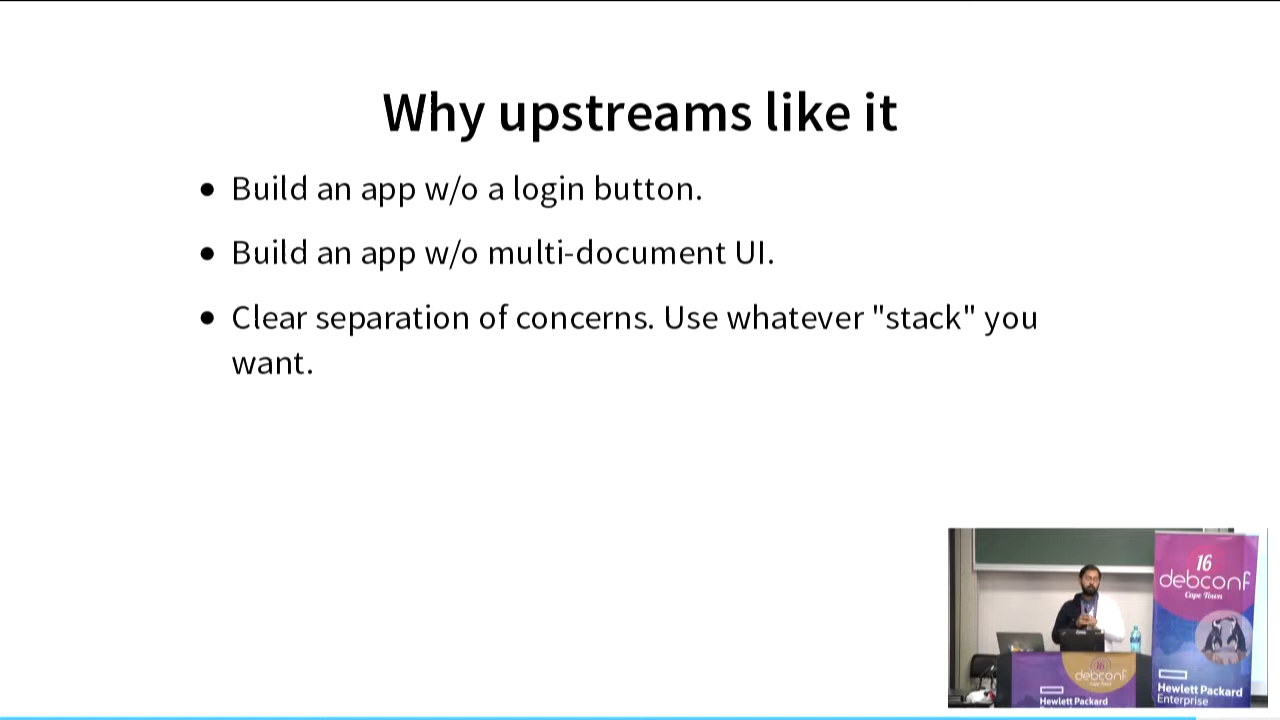 Why upstreams like it
Build an app w/o a login button.
Build an app w/o multi-document UI.
Clear separation of concerns. Use whatever "stack" you
want.
16
debconf
Cape Town
Hewlett Packard
Enterprise
16
debconf
Cape Town
Hewlett Packard